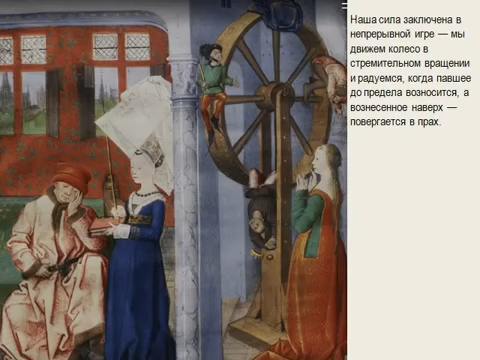 Наша сила заключена в
непрерывной игре — мы
движем колесо в
стремительном вращении
и радуемся, когда павшее
до предела возносится, а
вознесенное наверх —
повергается в прах.